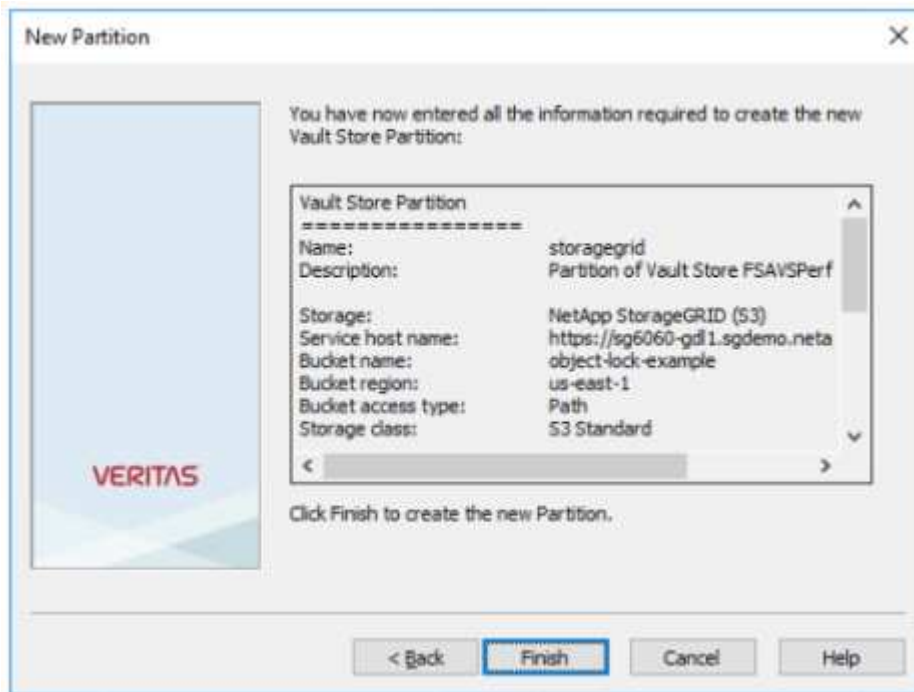 New Partition
You have now entered all the information required to create the new
Vault Store Partition:
Vault Store Partition
================
Name: storagegrid
Description: Partition of Vault Store FSAVSPerf
Storage: NetApp StorageGRID (S3)
Service host name: https://sg6060-gdl1.sgdemo.neta
Bucket name: object-lock-example
Bucket region: us-east-1
Bucket access type: Path
Storage class: S3 Standard
VERITAS
Click Finish to create the new Partition.
< Back Finish Cancel Help